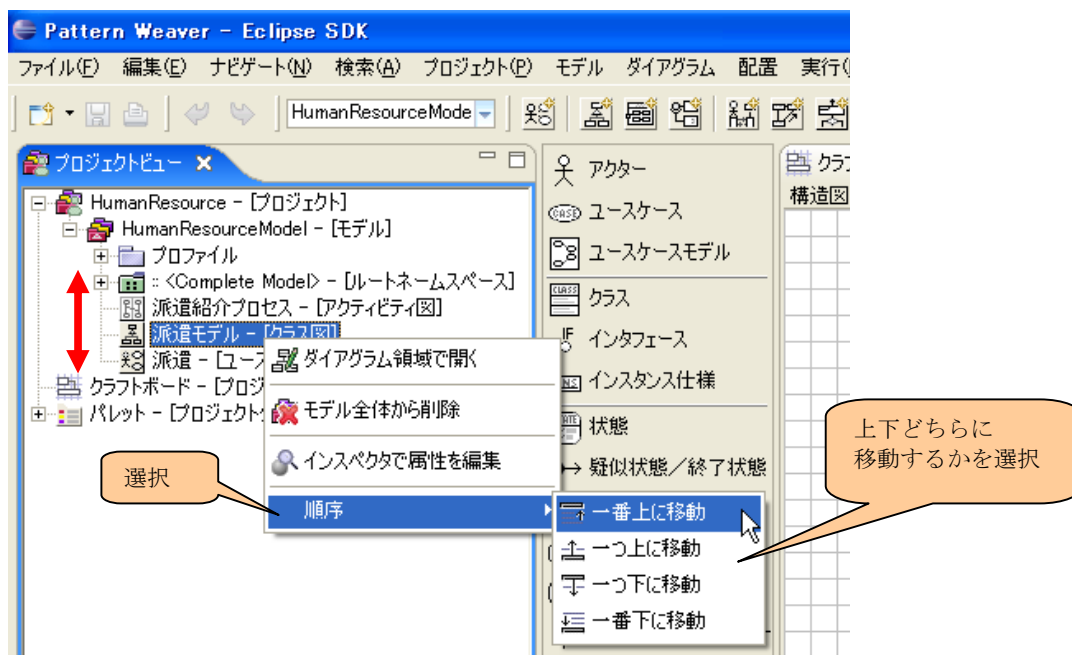 Pattern Weaver - Eclipse SDK
ファイル(F) 編集(E) ナビゲート(N) 検索(A) プロジェクト(P) モデル ダイアグラム 配置 実行(
HumanResourceMode
プロジェクトビュー
HumanResource - [プロジェクト]
HumanResourceModel - [モデル]
プロファイル
:: <Complete Model> - [ルートネームスペース]
派遣紹介プロセス - [アクティビティ図]
派遣モデル - [クラス図]
派遣 - [ユース
クラフトボード - [プロジ
パレット - [プロジェクト
ダイアグラム領域で開く
モデル全体から削除
インスペクタで属性を編集
順序
一番上に移動
一つ上に移動
一つ下に移動
一番下に移動
アクター
ユースケース
ユースケースモデル
クラス
インタフェース
インスタンス仕様
状態
疑似状態／終了状態
クラフ
構造図
選択
上下どちらに
移動するかを選択